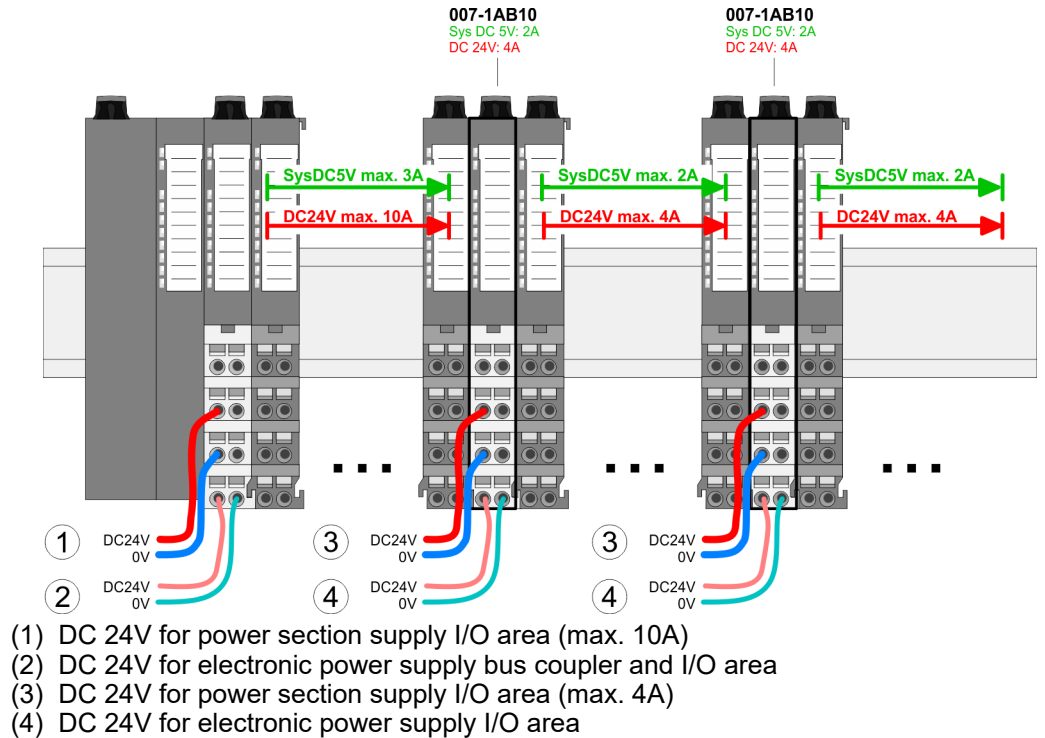 007-1AB10
Sys DC 5V: 2A
DC 24V: 4A
007-1AB10
Sys DC 5V: 2A
DC 24V: 4A
SysDC5V max. 3A
SysDC5V max. 2A
SysDC5V max. 2A
DC24V max. 10A
DC24V max. 4A
DC24V max. 4A
1
DC24V
0V
3
DC24V
0V
3
DC24V
0V
2
DC24V
0V
4
DC24V
0V
4
DC24V
0V
(1) DC 24V for power section supply I/O area (max. 10A)
(2) DC 24V for electronic power supply bus coupler and I/O area
(3) DC 24V for power section supply I/O area (max. 4A)
(4) DC 24V for electronic power supply I/O area